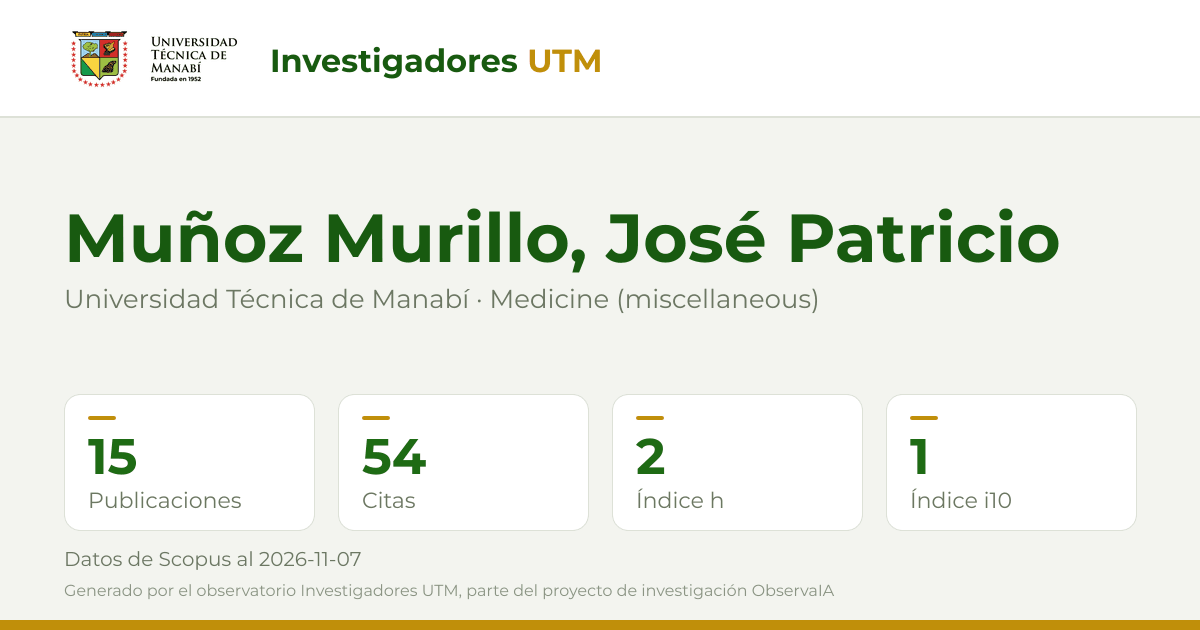 UNIVERSIDAD
TÉCNICA DE
MANABÍ
Fundada en 1952
Investigadores UTM
Muñoz Murillo, José Patricio
Universidad Técnica de Manabí · Medicine (miscellaneous)
15
Publicaciones
54
Citas
2
Índice h
1
Índice i10
Datos de Scopus al 2026-11-07
Generado por el observatorio Investigadores UTM, parte del proyecto de investigación ObservaIA